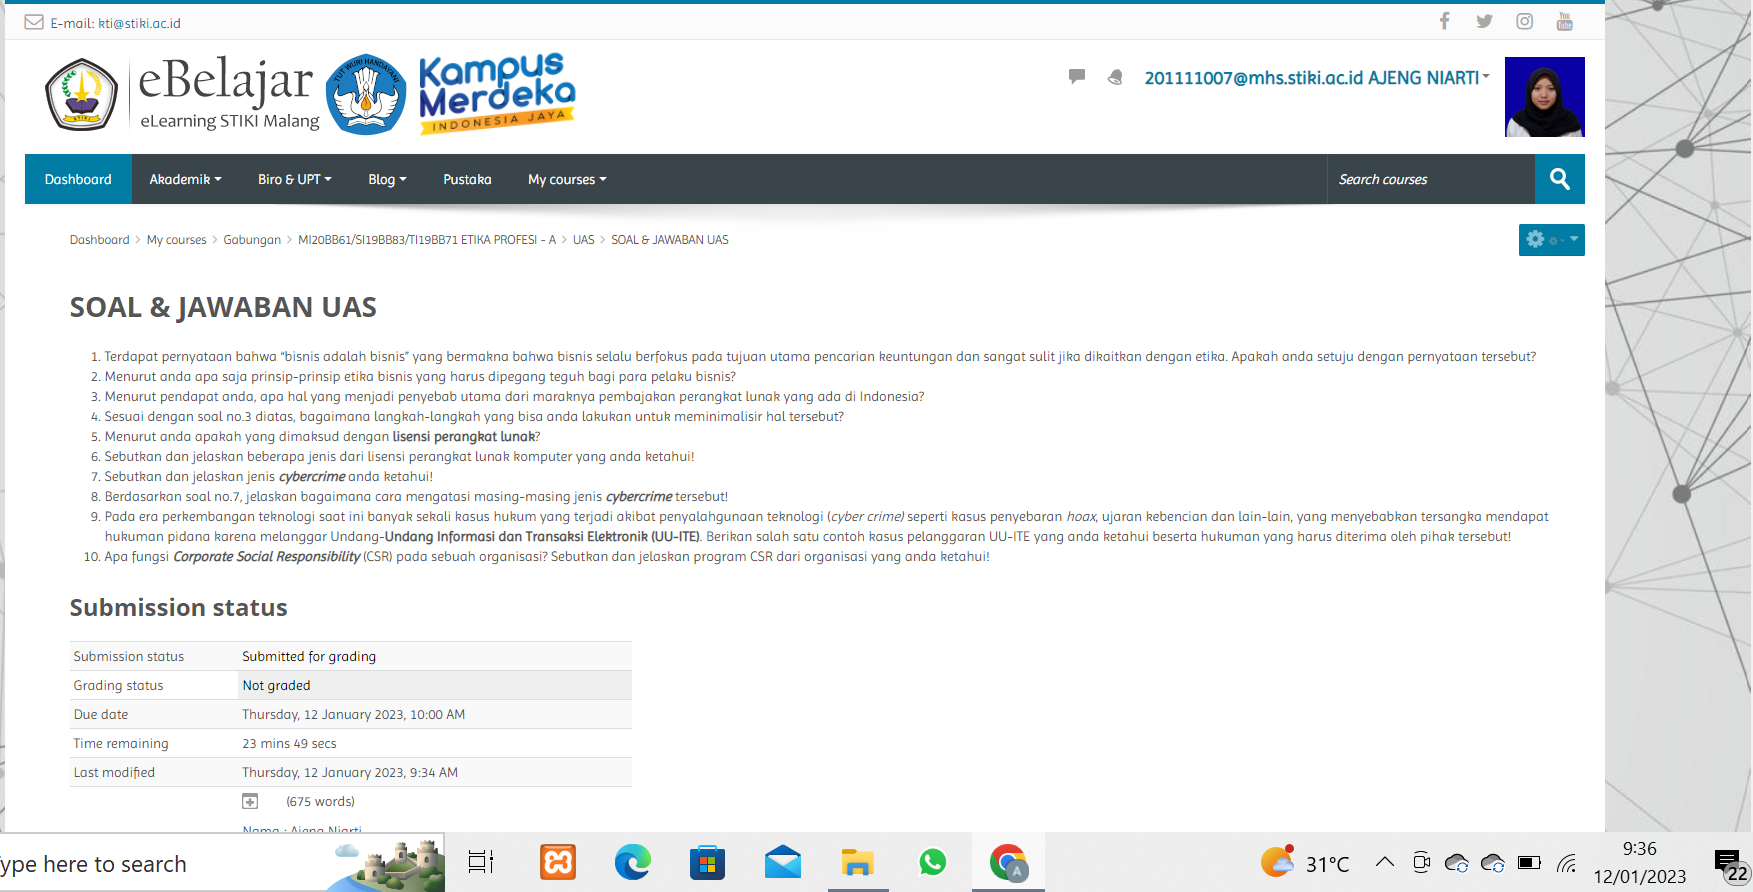 E-mail: kti@stiki.ac.id
STIKI
eBelajar
eLearning STIKI Malang
TUT WURI HANDAYANI
Kampus
Merdeka
INDONESIA JAYA
201111007@mhs.stiki.ac.id AJENG NIARTI
Dashboard Akademik Biro & UPT Blog Pustaka My courses Search courses
Dashboard > My courses > Gabungan > MI20BB61/SI19BB83/TI19BB71 ETIKA PROFESI - A > UAS > SOAL & JAWABAN UAS
SOAL & JAWABAN UAS
1. Terdapat pernyataan bahwa “bisnis adalah bisnis” yang bermakna bahwa bisnis selalu berfokus pada tujuan utama pencarian keuntungan dan sangat sulit jika dikaitkan dengan etika. Apakah anda setuju dengan pernyataan tersebut?
2. Menurut anda apa saja prinsip-prinsip etika bisnis yang harus dipegang teguh bagi para pelaku bisnis?
3. Menurut pendapat anda, apa hal yang menjadi penyebab utama dari maraknya pembajakan perangkat lunak yang ada di Indonesia?
4. Sesuai dengan soal no.3 diatas, bagaimana langkah-langkah yang bisa anda lakukan untuk meminimalisir hal tersebut?
5. Menurut anda apakah yang dimaksud dengan lisensi perangkat lunak?
6. Sebutkan dan jelaskan beberapa jenis dari lisensi perangkat lunak komputer yang anda ketahui!
7. Sebutkan dan jelaskan jenis cybercrime anda ketahui!
8. Berdasarkan soal no.7, jelaskan bagaimana cara mengatasi masing-masing jenis cybercrime tersebut!
9. Pada era perkembangan teknologi saat ini banyak sekali kasus hukum yang terjadi akibat penyalahgunaan teknologi (cyber crime) seperti kasus penyebaran hoax, ujaran kebencian dan lain-lain, yang menyebabkan tersangka mendapat
hukuman pidana karena melanggar Undang-Undang Informasi dan Transaksi Elektronik (UU-ITE). Berikan salah satu contoh kasus pelanggaran UU-ITE yang anda ketahui beserta hukuman yang harus diterima oleh pihak tersebut!
10. Apa fungsi Corporate Social Responsibility (CSR) pada sebuah organisasi? Sebutkan dan jelaskan program CSR dari organisasi yang anda ketahui!
Submission status
Submission status Submitted for grading
Grading status Not graded
Due date Thursday, 12 January 2023, 10:00 AM
Time remaining 23 mins 49 secs
Last modified Thursday, 12 January 2023, 9:34 AM
(675 words)
Name : Ajeng Niarti
ype here to search
A
31°C
9:36
12/01/2023
22